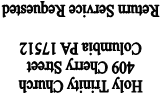 Holy Trinity Church
409 Cherry Street
Columbia PA 17512
Return Service Requested